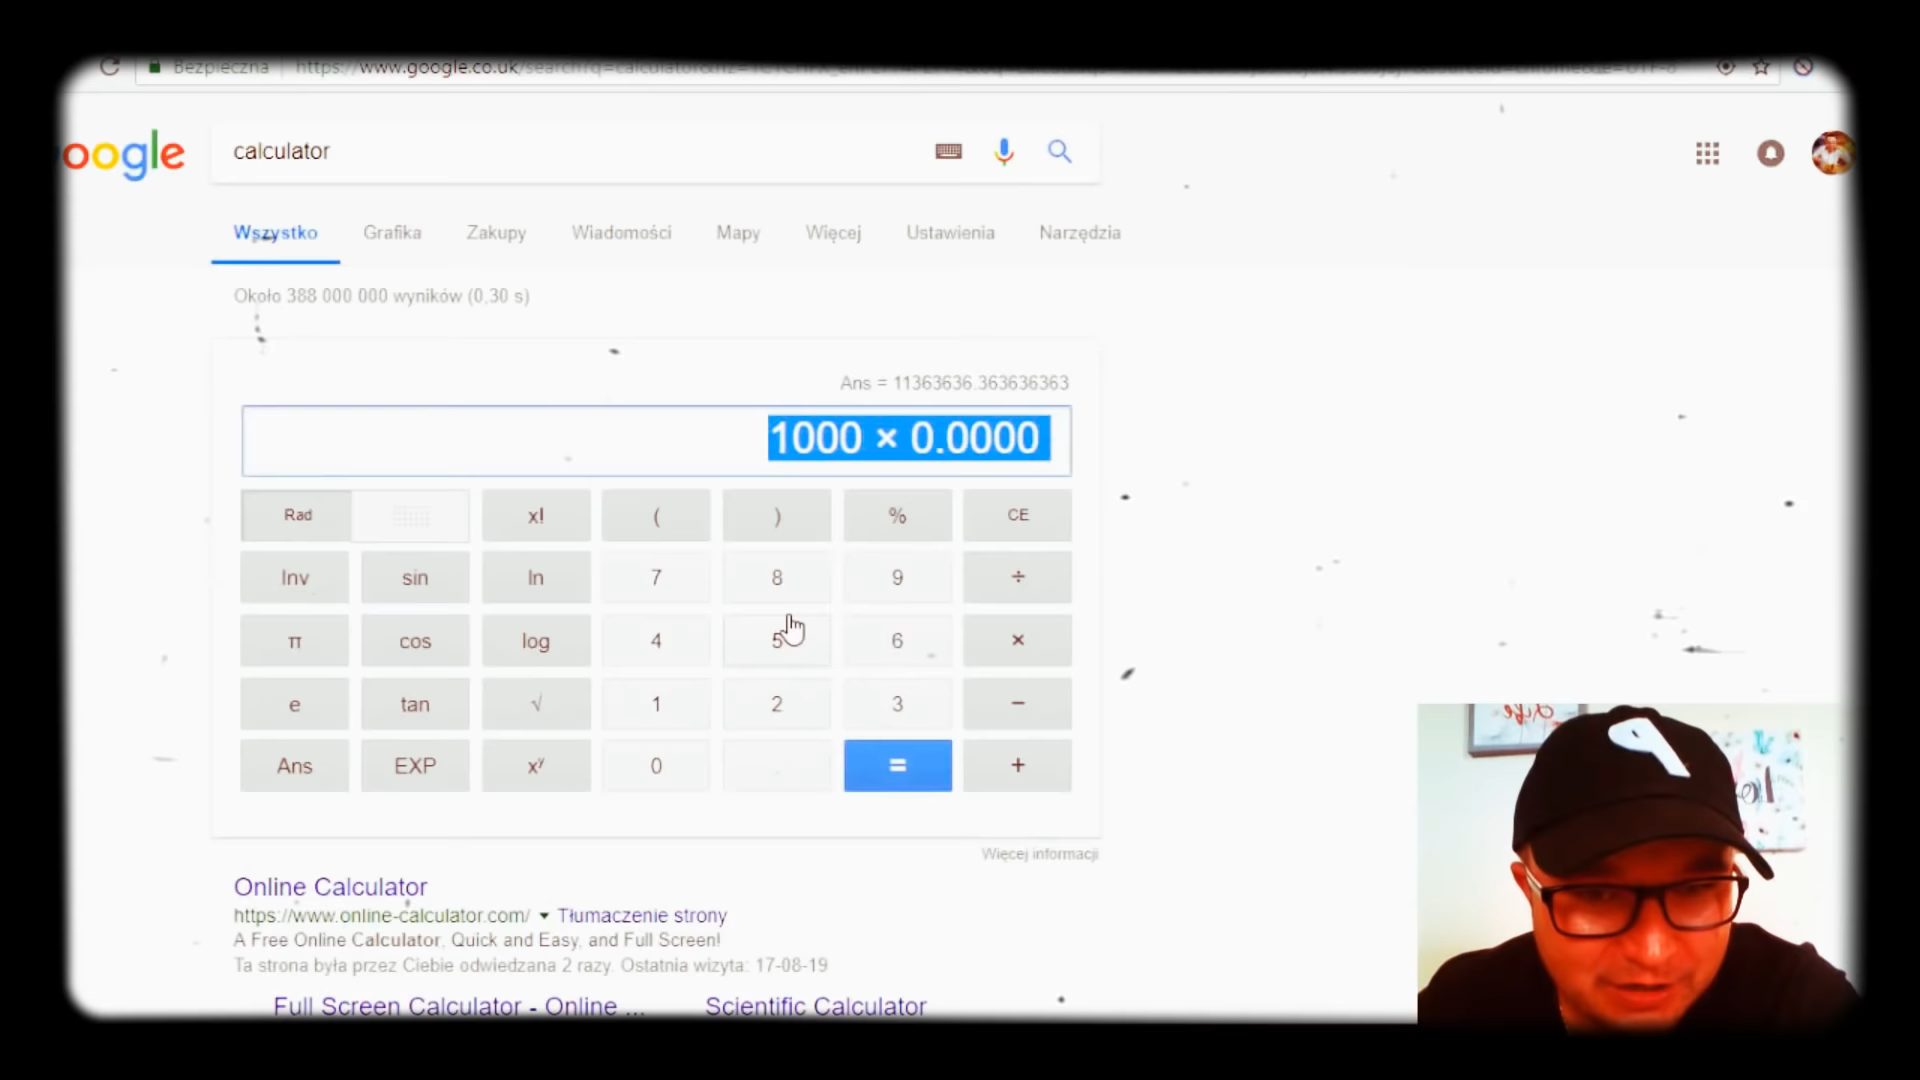 Bezpieczna https://www.google.co.uk/search?q=calculator
oogle calculator
Wszystko Grafika Zakupy Wiadomości Mapy Więcej Ustawienia Narzędzia
Około 388 000 000 wyników (0,30 s)
Ans = 11363636.363636363
1000 × 0.0000
Rad x! ( ) % CE
Inv sin ln 7 8 9 ÷
π cos log 4 5 6 ×
e tan √ 1 2 3 −
Ans EXP xʸ 0 . = +
Więcej informacji
Online Calculator
https://www.online-calculator.com/ ▼ Tłumaczenie strony
A Free Online Calculator, Quick and Easy, and Full Screen!
Ta strona była przez Ciebie odwiedzana 2 razy. Ostatnia wizyta: 17-08-19
Full Screen Calculator - Online ... Scientific Calculator